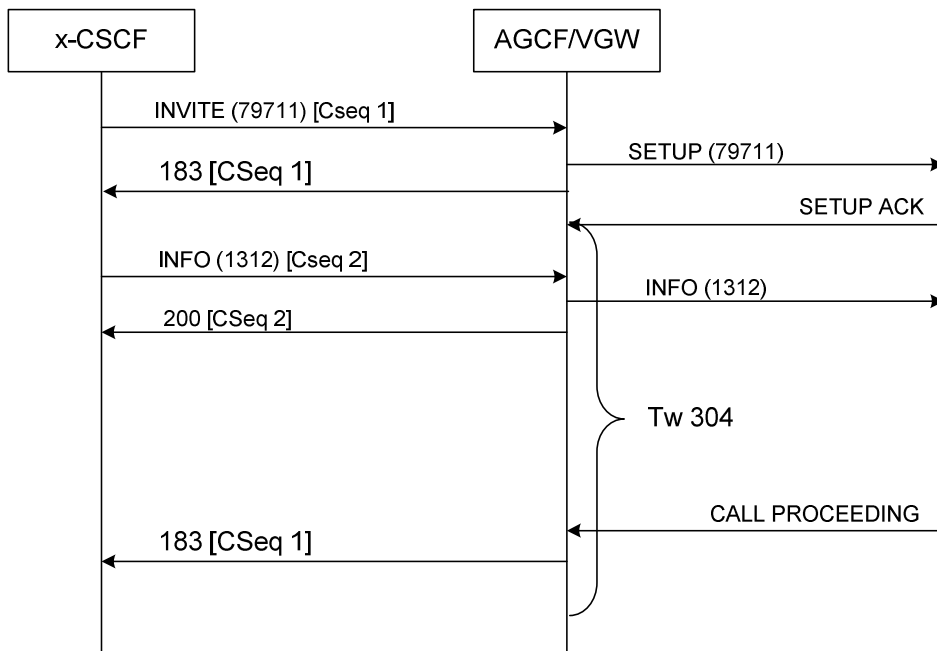 x-CSCF
AGCF/VGW
INVITE (79711) [Cseq 1]
SETUP (79711)
183 [CSeq 1]
SETUP ACK
INFO (1312) [Cseq 2]
INFO (1312)
200 [CSeq 2]
Tw 304
CALL PROCEEDING
183 [CSeq 1]